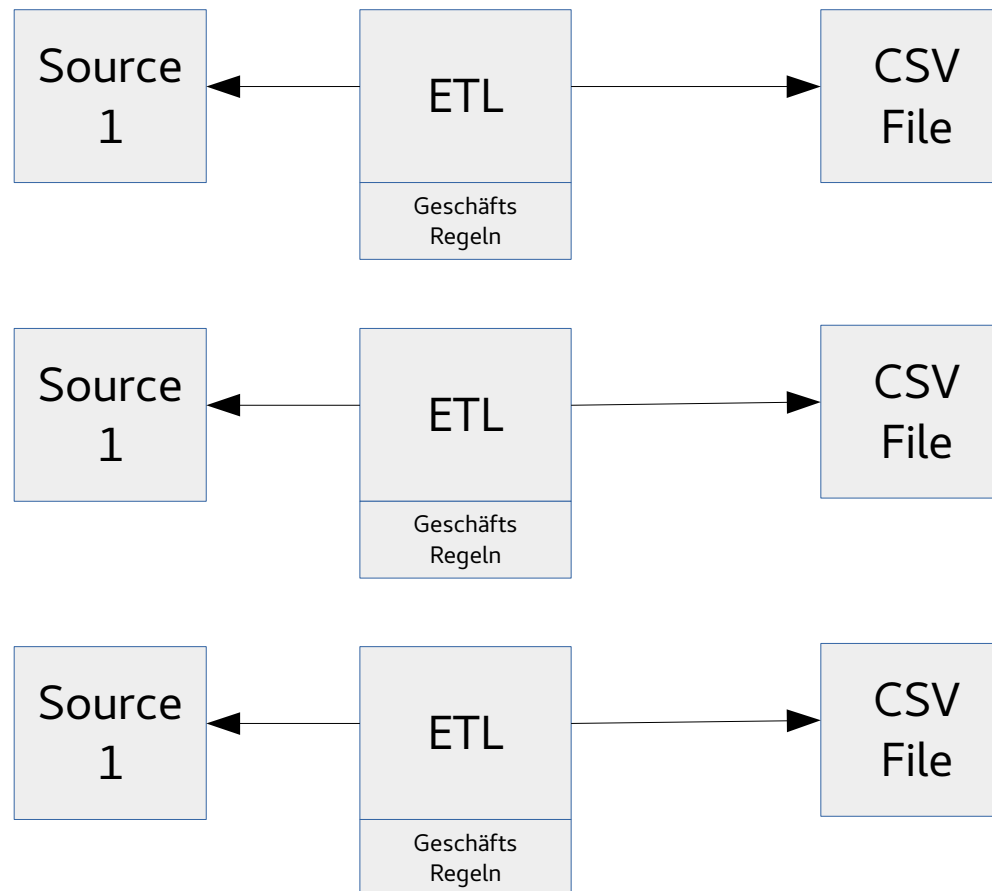 Source
1
ETL
CSV
File
Geschäfts
Regeln
Source
1
ETL
CSV
File
Geschäfts
Regeln
Source
1
ETL
CSV
File
Geschäfts
Regeln